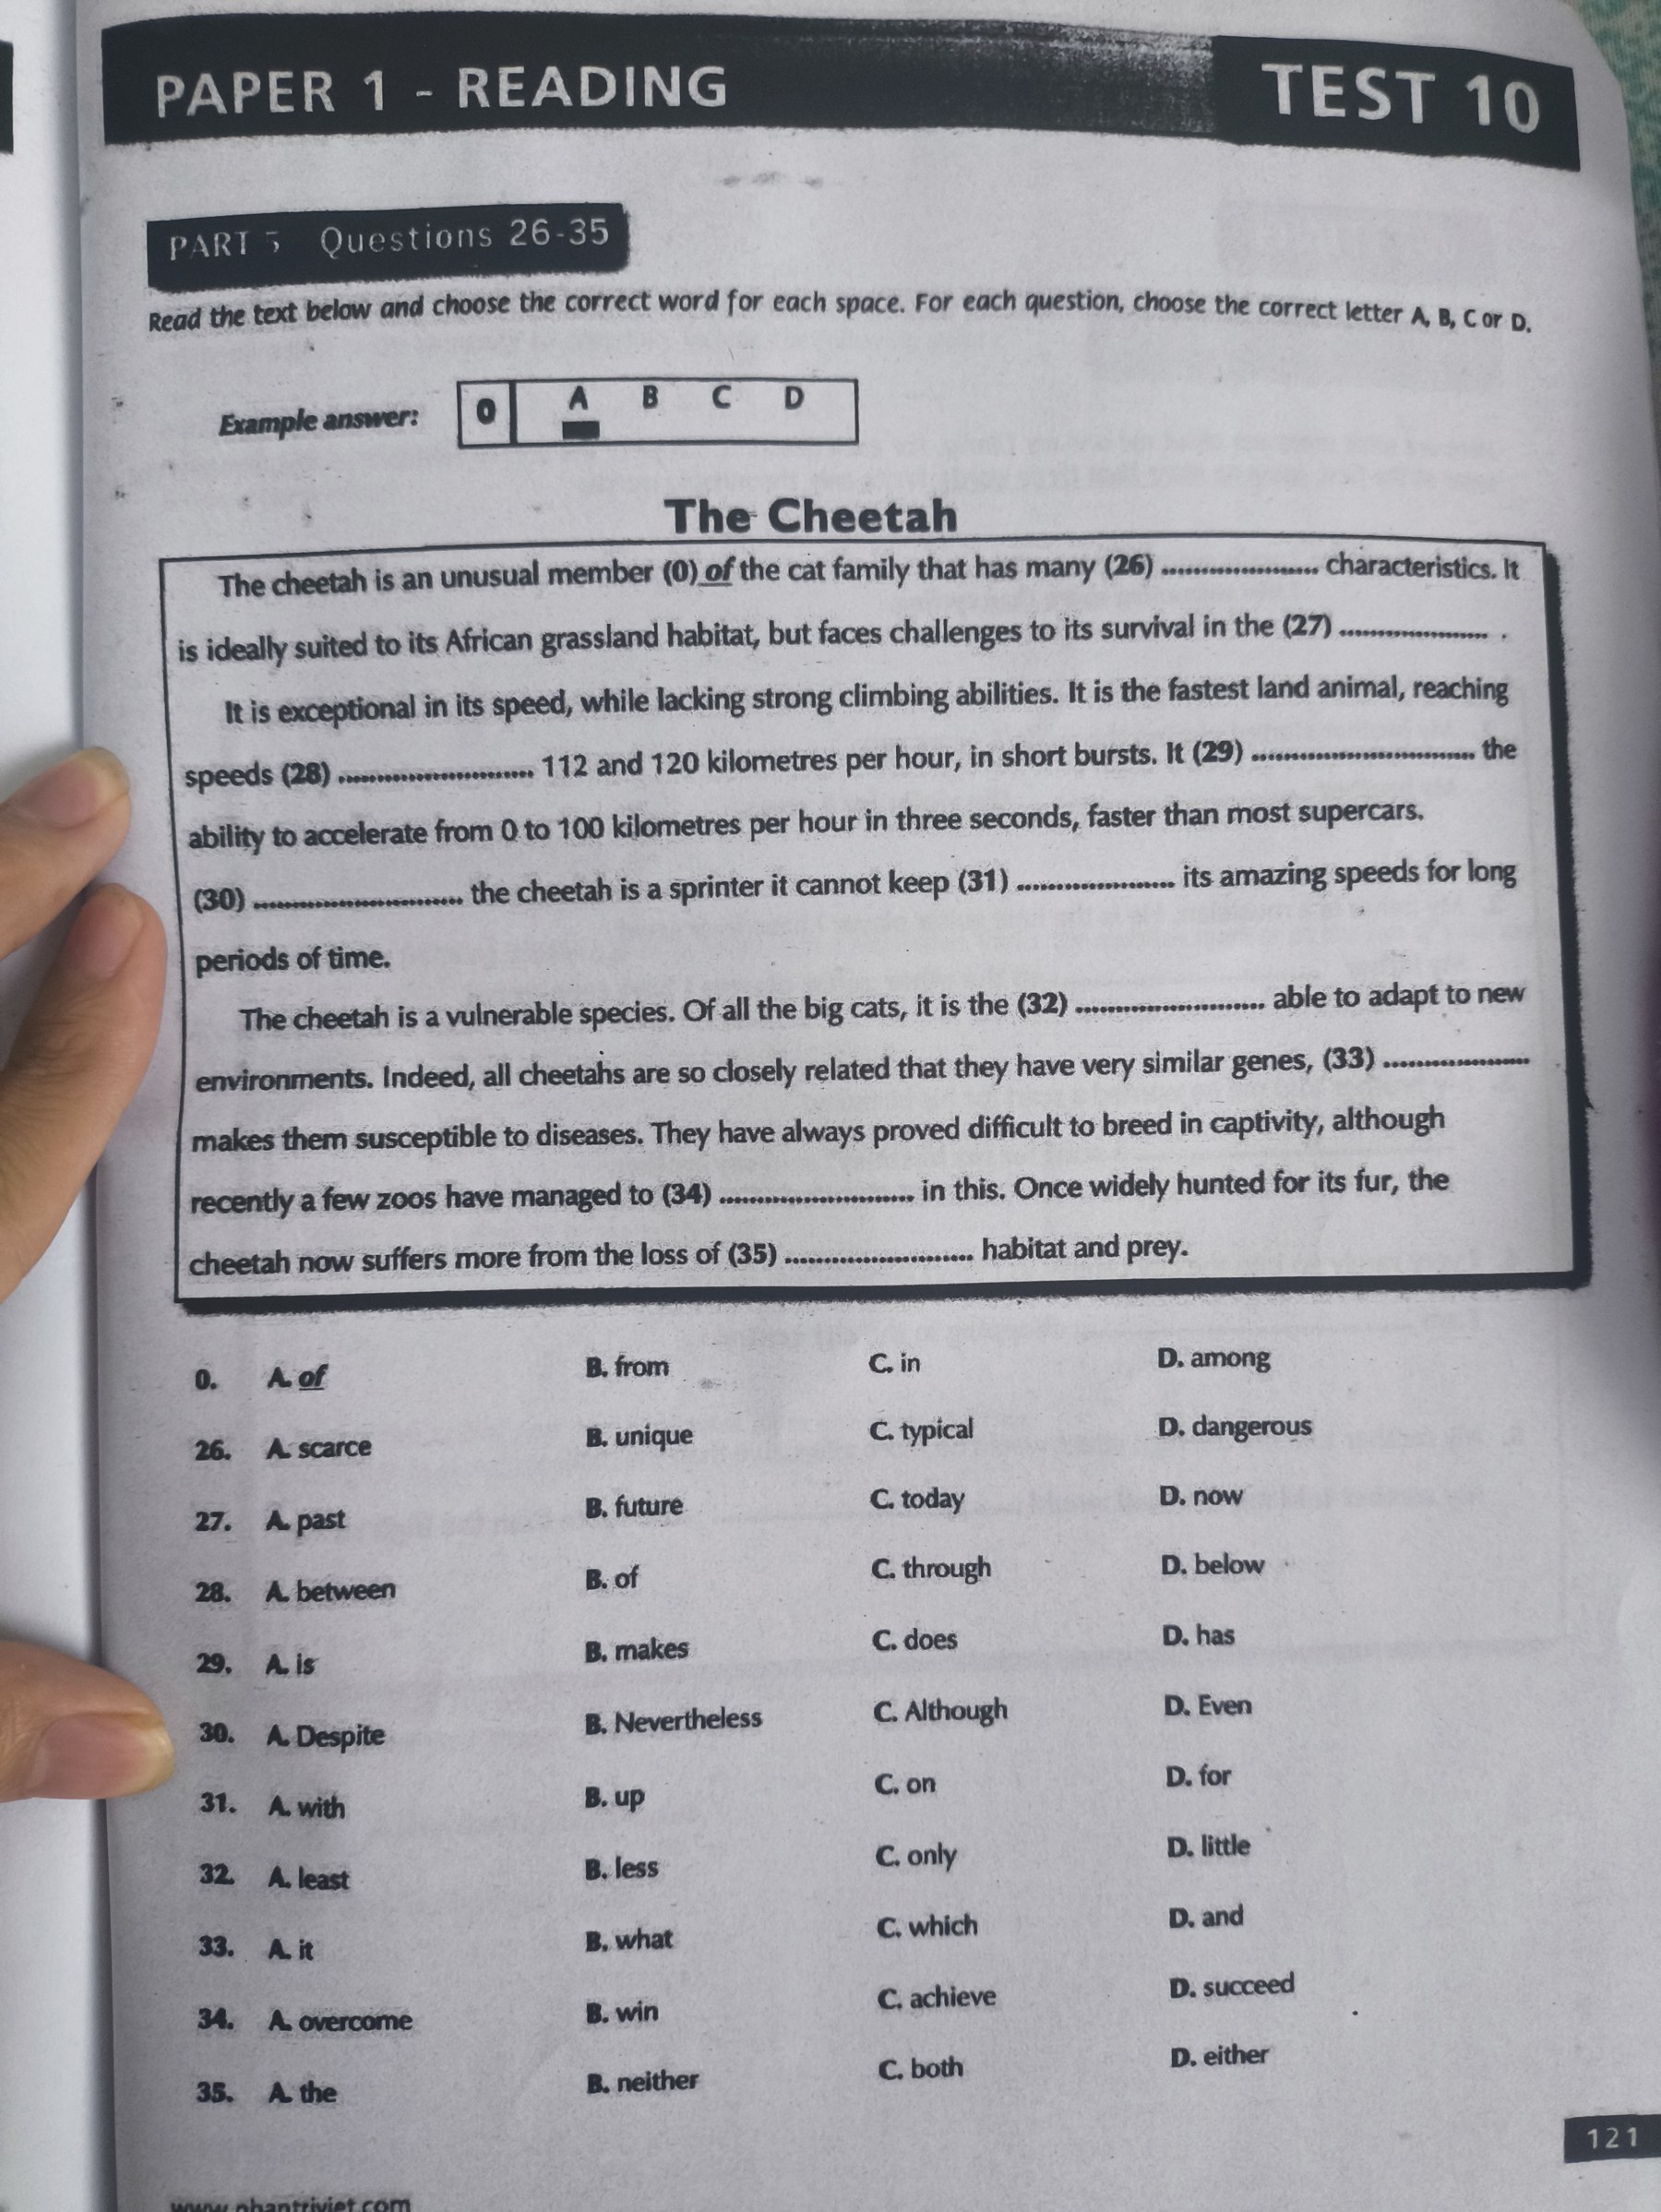 PAPER 1 - READING
TEST 10
PART 5 Questions 26-35
Read the text below and choose the correct word for each space. For each question, choose the correct letter A, B, C or D.
Example answer: 0 A B C D
The Cheetah
The cheetah is an unusual member (0) of the cat family that has many (26) .................... characteristics. It
is ideally suited to its African grassland habitat, but faces challenges to its survival in the (27) .................... .
It is exceptional in its speed, while lacking strong climbing abilities. It is the fastest land animal, reaching
speeds (28) ......................... 112 and 120 kilometres per hour, in short bursts. It (29) ............................ the
ability to accelerate from 0 to 100 kilometres per hour in three seconds, faster than most supercars.
(30) ........................... the cheetah is a sprinter it cannot keep (31) .................... its amazing speeds for long
periods of time.
The cheetah is a vulnerable species. Of all the big cats, it is the (32) ........................ able to adapt to new
environments. Indeed, all cheetahs are so closely related that they have very similar genes, (33) ...................
makes them susceptible to diseases. They have always proved difficult to breed in captivity, although
recently a few zoos have managed to (34) ......................... in this. Once widely hunted for its fur, the
cheetah now suffers more from the loss of (35) ........................ habitat and prey.
0. A. of B. from C. in D. among
26. A. scarce B. unique C. typical D. dangerous
27. A. past B. future C. today D. now
28. A. between B. of C. through D. below
29. A. is B. makes C. does D. has
30. A. Despite B. Nevertheless C. Although D. Even
31. A. with B. up C. on D. for
32. A. least B. less C. only D. little
33. A. it B. what C. which D. and
34. A. overcome B. win C. achieve D. succeed
35. A. the B. neither C. both D. either
121
www.nhantriviet.com